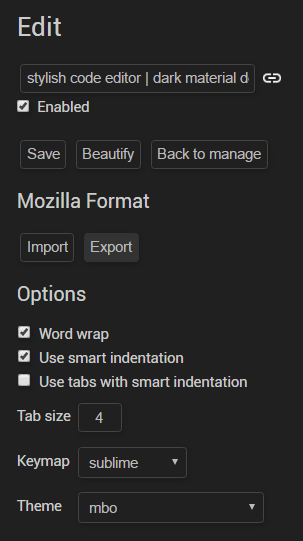 Edit
stylish code editor | dark material d
Enabled
Save Beautify Back to manage
Mozilla Format
Import Export
Options
Word wrap
Use smart indentation
Use tabs with smart indentation
Tab size 4
Keymap sublime
Theme mbo